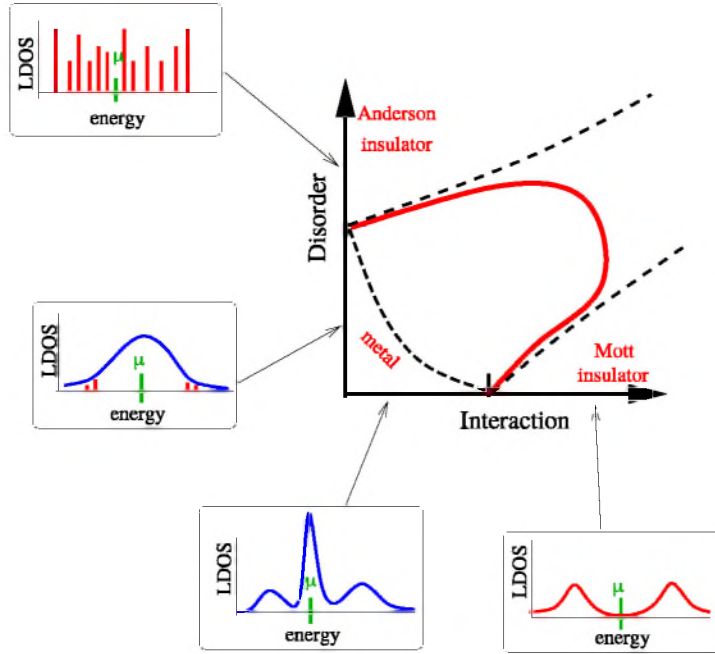 LDOS
μ
energy
Anderson
insulator
Disorder
metal
Mott
insulator
Interaction
LDOS
μ
energy
LDOS
μ
energy
LDOS
μ
energy